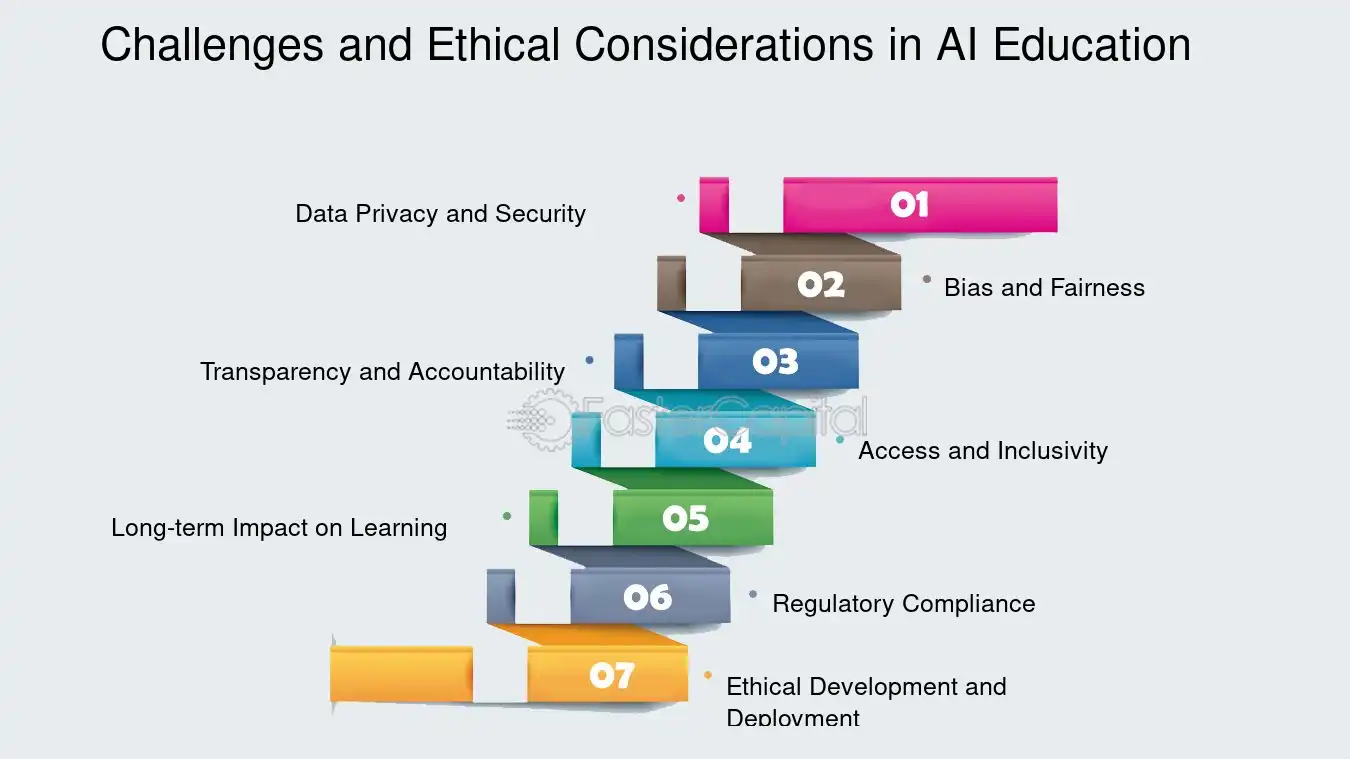 Challenges and Ethical Considerations in AI Education
01
Data Privacy and Security
02
Bias and Fairness
03
Transparency and Accountability
FasterCapital
04
Access and Inclusivity
05
Long-term Impact on Learning
06
Regulatory Compliance
07
Ethical Development and
Deployment